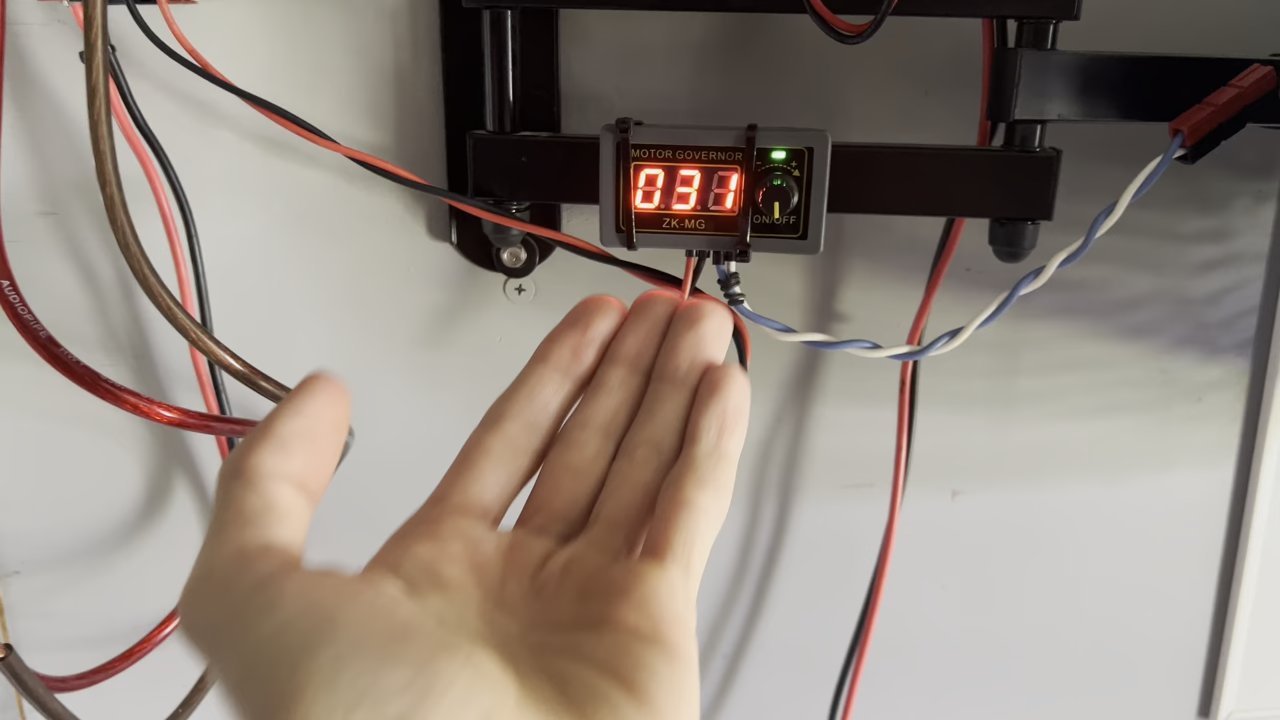 MOTOR GOVERNOR
- +
031
ZK-MG
ON/OFF
AUDIOPIPE